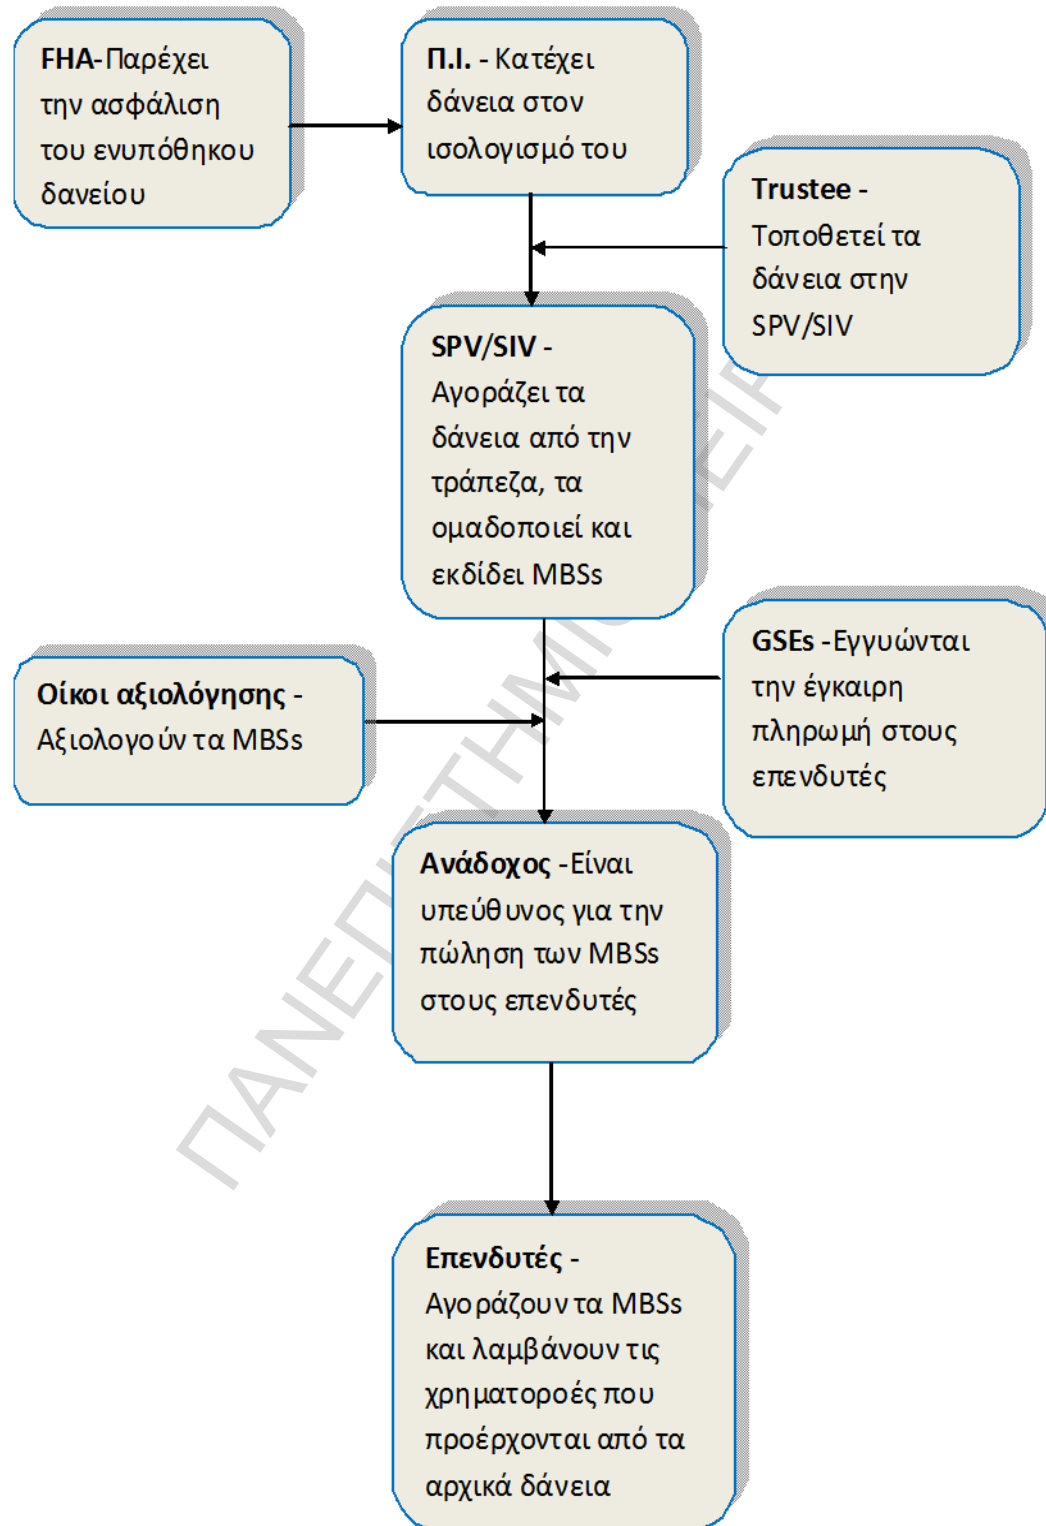 FHA-Παρέχει
την ασφάλιση
του ενυπόθηκου
δανείου
Π.Ι. - Κατέχει
δάνεια στον
ισολογισμό του
Trustee -
Τοποθετεί τα
δάνεια στην
SPV/SIV
SPV/SIV -
Αγοράζει τα
δάνεια από την
τράπεζα, τα
ομαδοποιεί και
εκδίδει MBSs
GSEs -Εγγυώνται
την έγκαιρη
πληρωμή στους
επενδυτές
Οίκοι αξιολόγησης -
Αξιολογούν τα MBSs
Ανάδοχος -Είναι
υπεύθυνος για την
πώληση των MBSs
στους επενδυτές
Επενδυτές -
Αγοράζουν τα MBSs
και λαμβάνουν τις
χρηματοροές που
προέρχονται από τα
αρχικά δάνεια